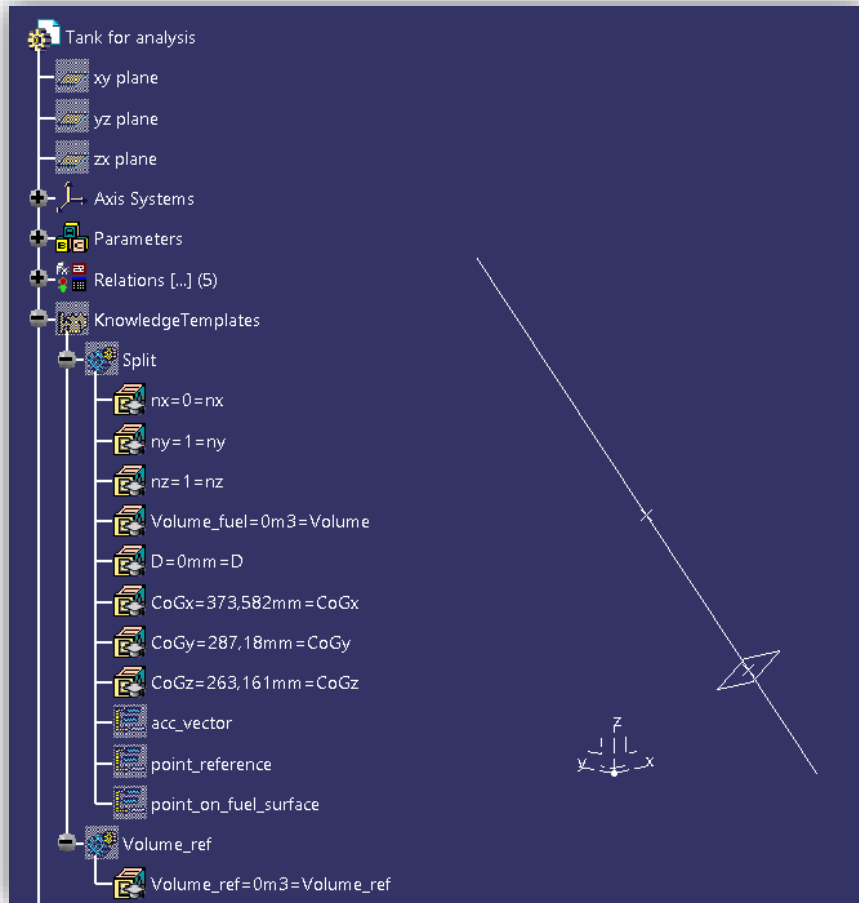 Tank for analysis
xy plane
yz plane
zx plane
Axis Systems
Parameters
Relations [...] (5)
KnowledgeTemplates
Split
nx=0=nx
ny=1=ny
nz=1=nz
Volume_fuel=0m3=Volume
D=0mm=D
CoGx=373,582mm=CoGx
CoGy=287,18mm=CoGy
CoGz=263,161mm=CoGz
acc_vector
point_reference
point_on_fuel_surface
Volume_ref
Volume_ref=0m3=Volume_ref
z
y
x